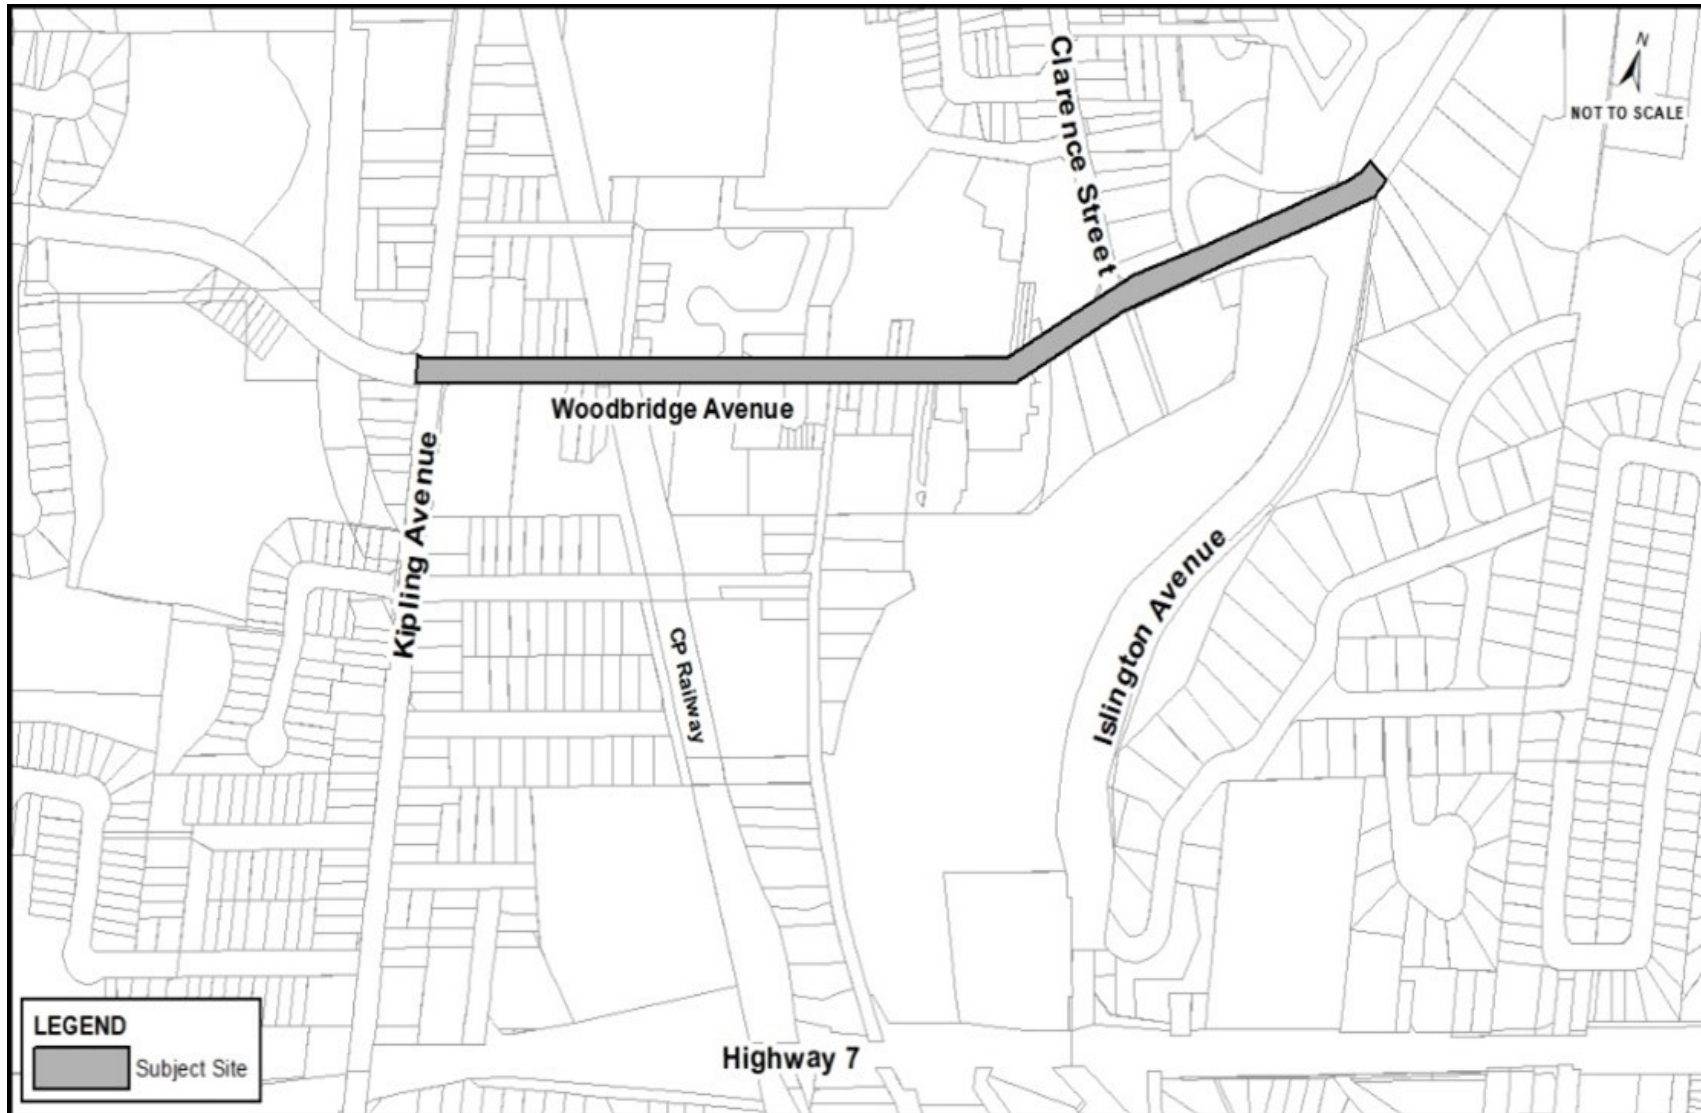 Clarence Street
N
NOT TO SCALE
Woodbridge Avenue
Kipling Avenue
Islington Avenue
CP Railway
LEGEND
Subject Site
Highway 7